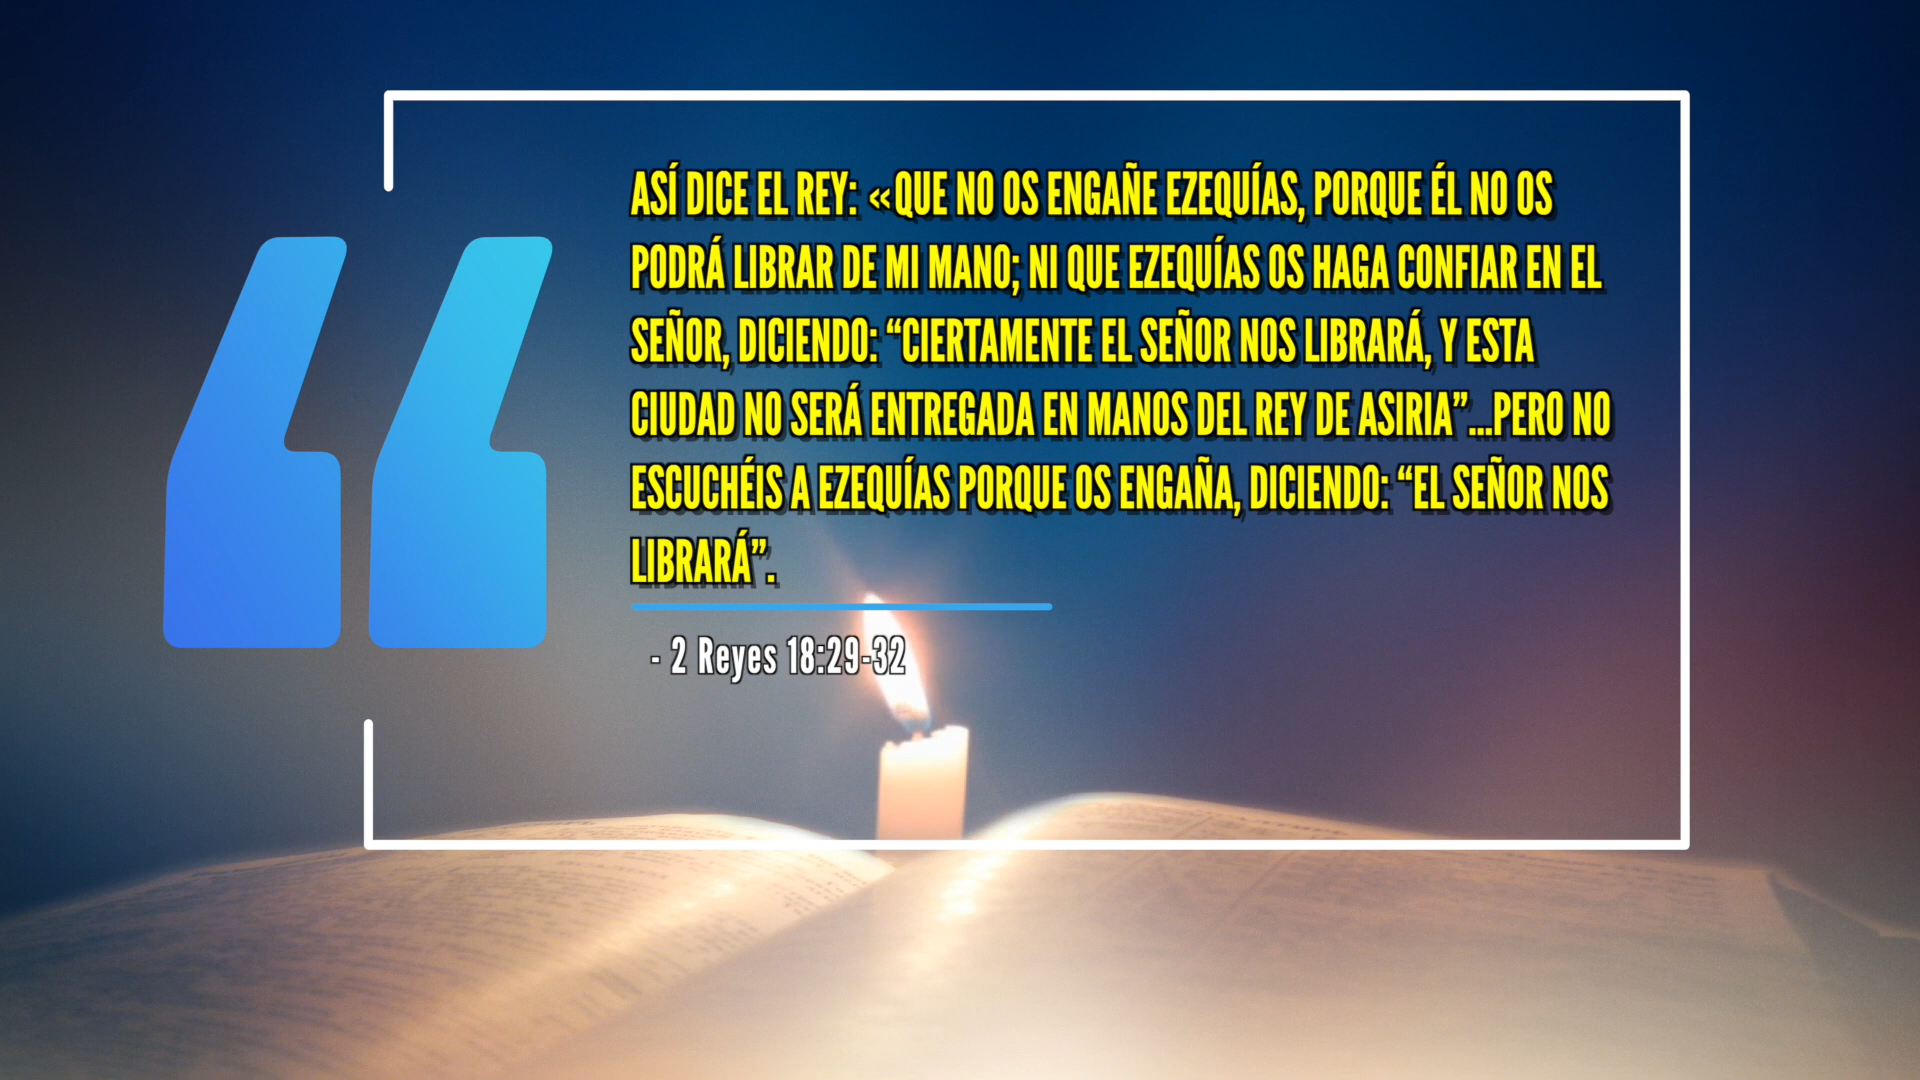 ASÍ DICE EL REY: «QUE NO OS ENGAÑE EZEQUÍAS, PORQUE ÉL NO OS
PODRÁ LIBRAR DE MI MANO; NI QUE EZEQUÍAS OS HAGA CONFIAR EN EL
SEÑOR, DICIENDO: “CIERTAMENTE EL SEÑOR NOS LIBRARÁ, Y ESTA
CIUDAD NO SERÁ ENTREGADA EN MANOS DEL REY DE ASIRIA”...PERO NO
ESCUCHÉIS A EZEQUÍAS PORQUE OS ENGAÑA, DICIENDO: “EL SEÑOR NOS
LIBRARÁ”.
- 2 Reyes 18:29-32